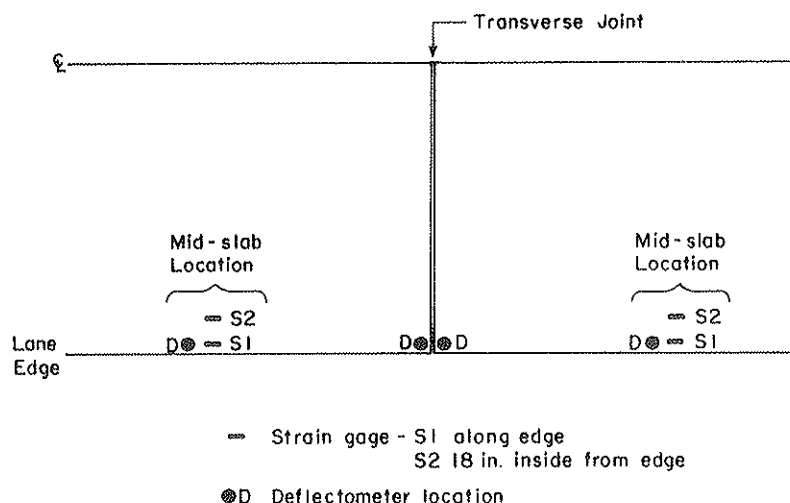 Transverse Joint
℄
Mid-slab
Location
Mid-slab
Location
S2
S2
Lane
Edge
D S1
D D
D S1
Strain gage - S1 along edge
S2 18 in. inside from edge
D Deflectometer location